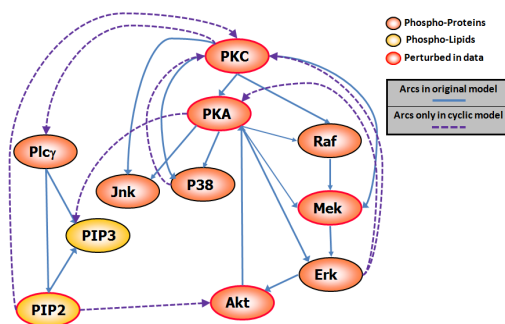 Phospho-Proteins
Phospho-Lipids
Perturbed in data
Arcs in original model
Arcs only in cyclic model
PKC
PKA
Raf
Plcγ
Jnk
P38
Mek
PIP3
Erk
PIP2
Akt